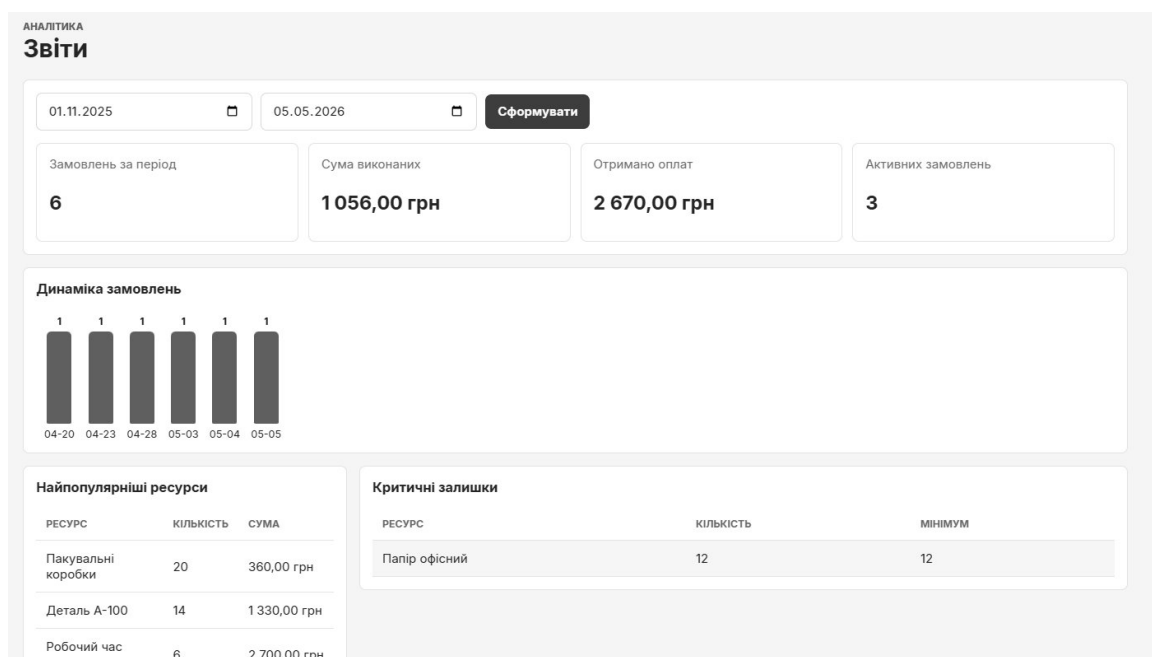 АНАЛІТИКА
Звіти
01.11.2025 05.05.2026 Сформувати
Замовлень за період
6
Сума виконаних
1 056,00 грн
Отримано оплат
2 670,00 грн
Активних замовлень
3
Динаміка замовлень
1 1 1 1 1 1
04-20 04-23 04-28 05-03 05-04 05-05
Найпопулярніші ресурси
РЕСУРС КІЛЬКІСТЬ СУМА
Пакувальні
коробки
20 360,00 грн
Деталь А-100 14 1 330,00 грн
Робочий час
6 2 700,00 грн
Критичні залишки
РЕСУРС КІЛЬКІСТЬ МІНІМУМ
Папір офісний 12 12